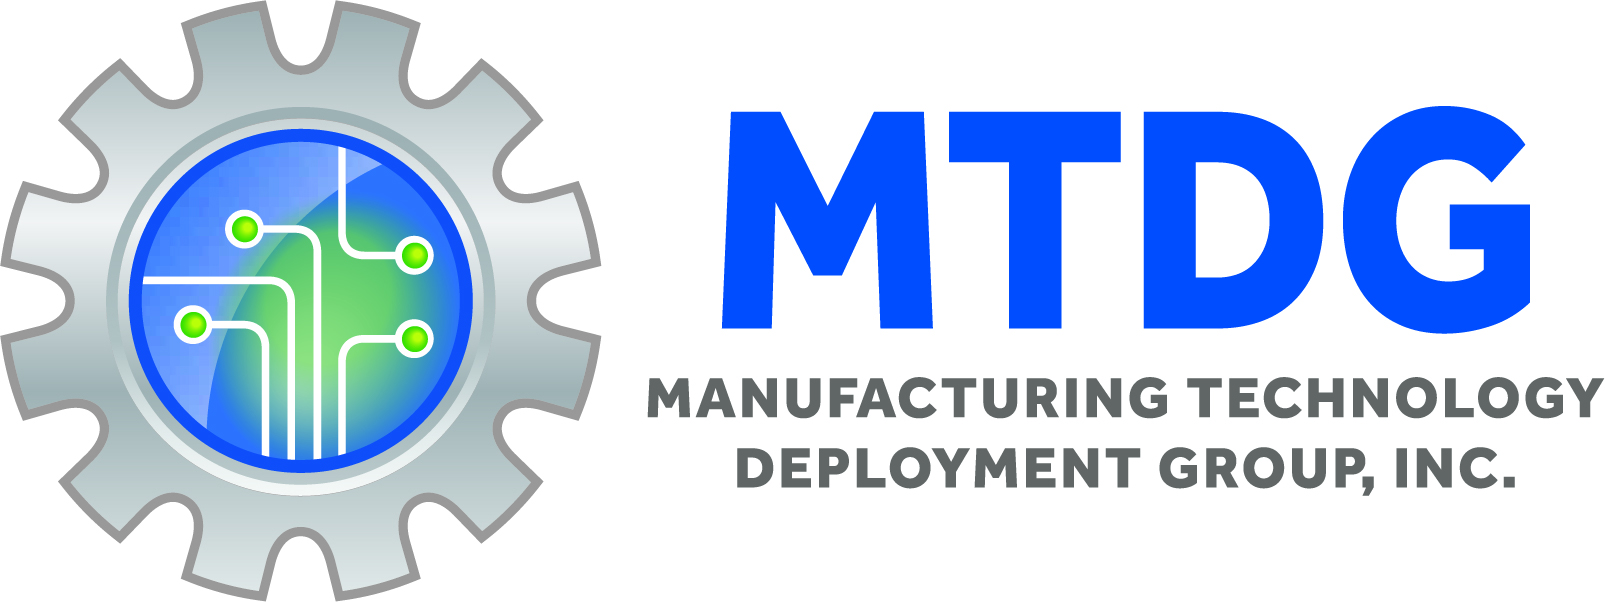 MTDG
MANUFACTURING TECHNOLOGY
DEPLOYMENT GROUP, INC.